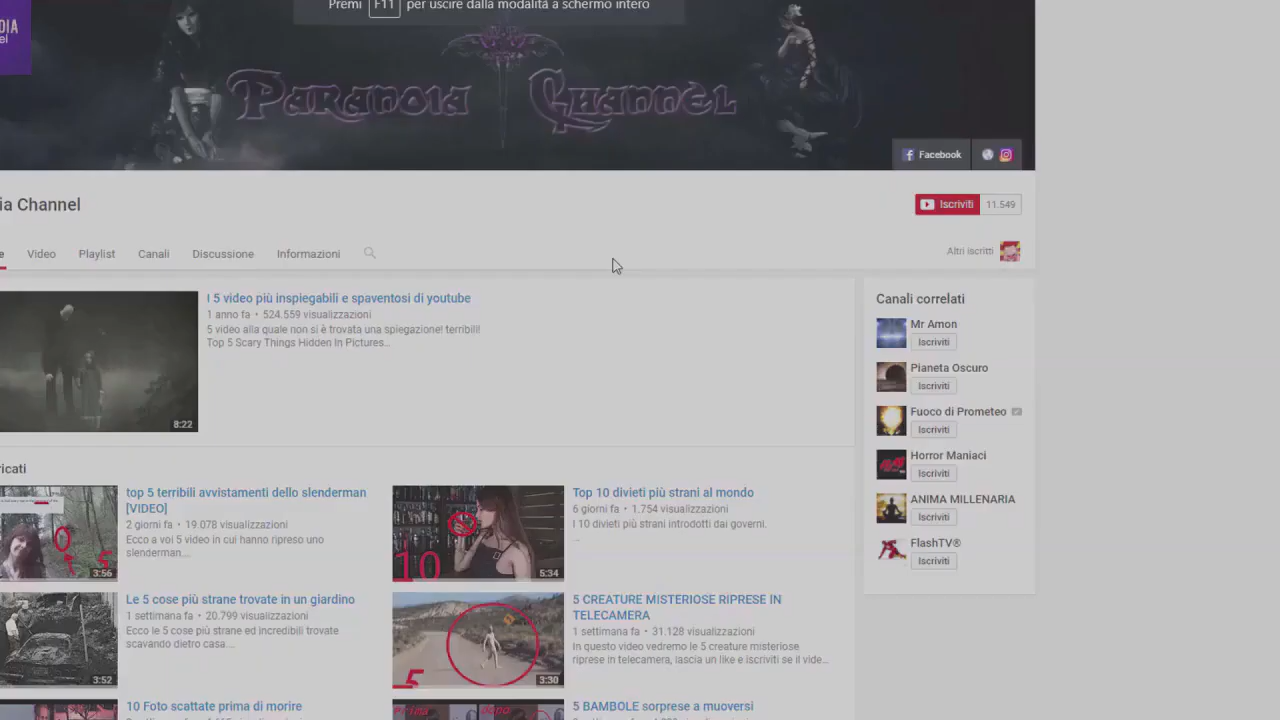 Premi F11 per uscire dalla modalità a schermo intero
DIA
el
Paranoia Channel
Facebook
ia Channel
Iscriviti 11.549
e Video Playlist Canali Discussione Informazioni
Altri iscritti
I 5 video più inspiegabili e spaventosi di youtube
1 anno fa • 524.559 visualizzazioni
5 video alla quale non si è trovata una spiegazione! terribili!
Top 5 Scary Things Hidden In Pictures...
8:22
Canali correlati
Mr Amon
Iscriviti
Pianeta Oscuro
Iscriviti
Fuoco di Prometeo
Iscriviti
Horror Maniaci
Iscriviti
ANIMA MILLENARIA
Iscriviti
FlashTV®
Iscriviti
ricati
top 5 terribili avvistamenti dello slenderman
[VIDEO]
2 giorni fa • 19.078 visualizzazioni
Ecco a voi 5 video in cui hanno ripreso uno
slenderman...
5
3:56
Top 10 divieti più strani al mondo
6 giorni fa • 1.754 visualizzazioni
I 10 divieti più strani introdotti dai governi.
...
10
5:34
Le 5 cose più strane trovate in un giardino
1 settimana fa • 20.799 visualizzazioni
Ecco le 5 cose più strane ed incredibili trovate
scavando dietro casa...
3:52
5 CREATURE MISTERIOSE RIPRESE IN
TELECAMERA
1 settimana fa • 31.128 visualizzazioni
In questo video vedremo le 5 creature misteriose
riprese in telecamera, lascia un like e iscriviti se il vide...
5
3:30
10 Foto scattate prima di morire
5 BAMBOLE sorprese a muoversi
Prima dopo